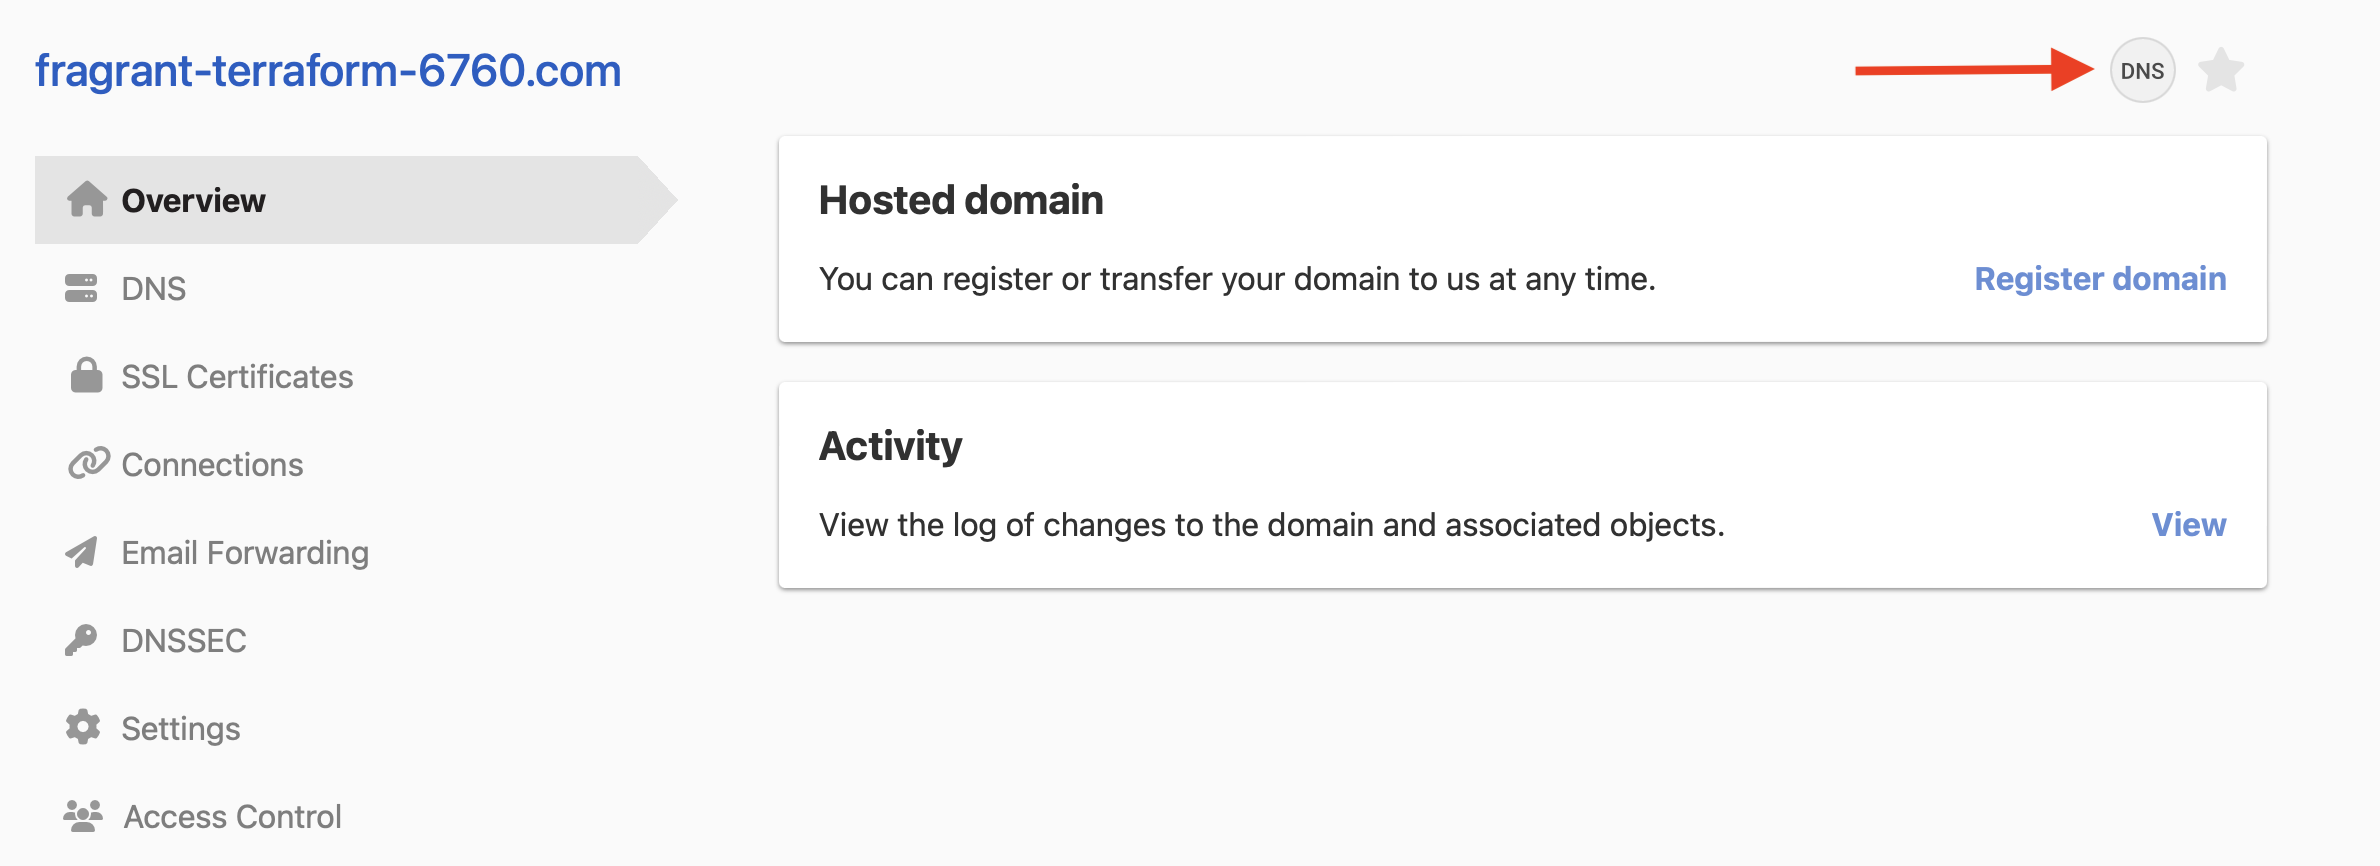 fragrant-terraform-6760.com
DNS
Overview
DNS
SSL Certificates
Connections
Email Forwarding
DNSSEC
Settings
Access Control
Hosted domain
You can register or transfer your domain to us at any time.
Register domain
Activity
View the log of changes to the domain and associated objects.
View